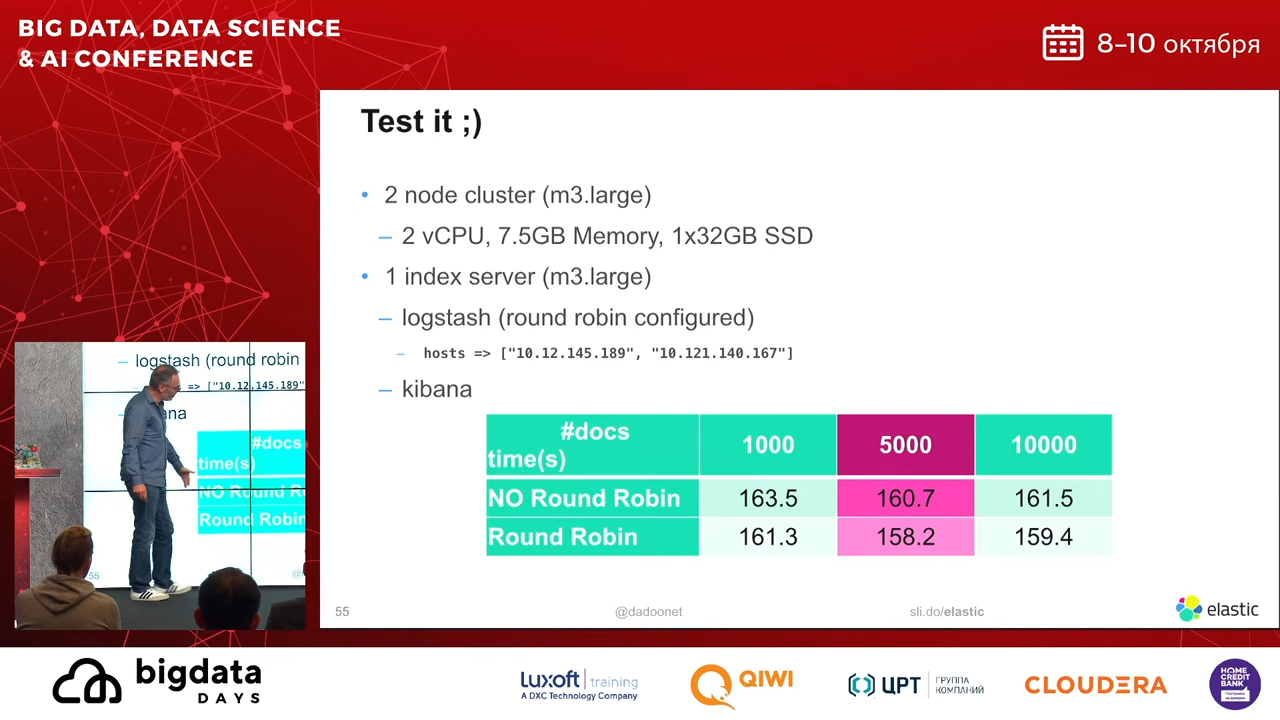 BIG DATA, DATA SCIENCE
& AI CONFERENCE
8–10 октября
Test it ;)
• 2 node cluster (m3.large)
– 2 vCPU, 7.5GB Memory, 1x32GB SSD
• 1 index server (m3.large)
– logstash (round robin configured)
– hosts => ["10.12.145.189", "10.121.140.167"]
– kibana
#docs
time(s)
1000
5000
10000
NO Round Robin
163.5
160.7
161.5
Round Robin
161.3
158.2
159.4
55
@dadoonet
sli.do/elastic
elastic
– logstash (round robin
=> ["10.12.145.189"
#docs
time(s)
NO Round R
Round Robin
55
bigdata
DAYS
Luxoft training
A DXC Technology Company
QIWI
ЦРТ ГРУППА
КОМПАНИЙ
CLOUDERA
HOME
CREDIT
BANK